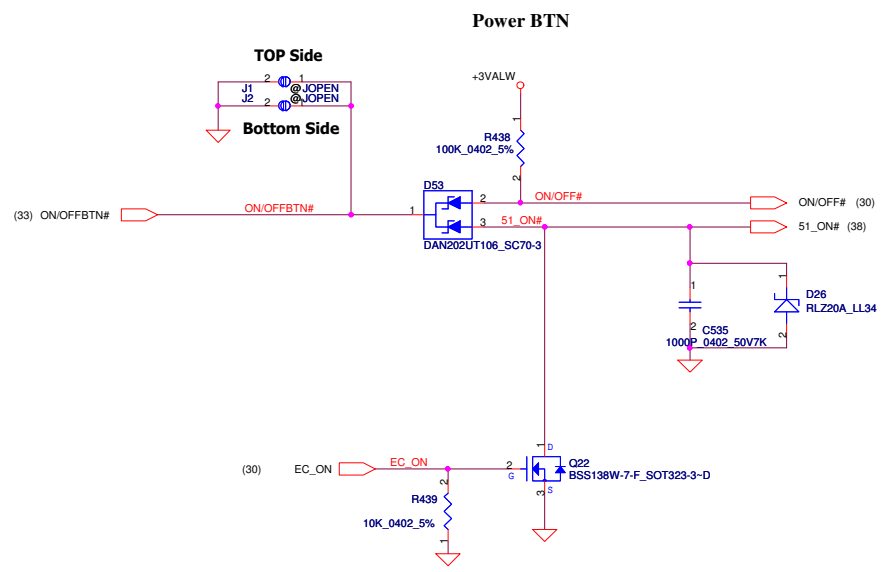 Power BTN
TOP Side
2 1
J1 @JOPEN
2 1
J2 @JOPEN
Bottom Side
+3VALW
1
R438
100K_0402_5%
2
D53
(33) ON/OFFBTN# ON/OFFBTN# 1
2 ON/OFF# ON/OFF# (30)
3 51_ON# 51_ON# (38)
DAN202UT106_SC70-3
1
1
D26
RLZ20A_LL34
2
C535
2
1000P_0402_50V7K
1 D
(30) EC_ON EC_ON 2
G
Q22
BSS138W-7-F_SOT323-3~D
3 S
2
R439
10K_0402_5%
1